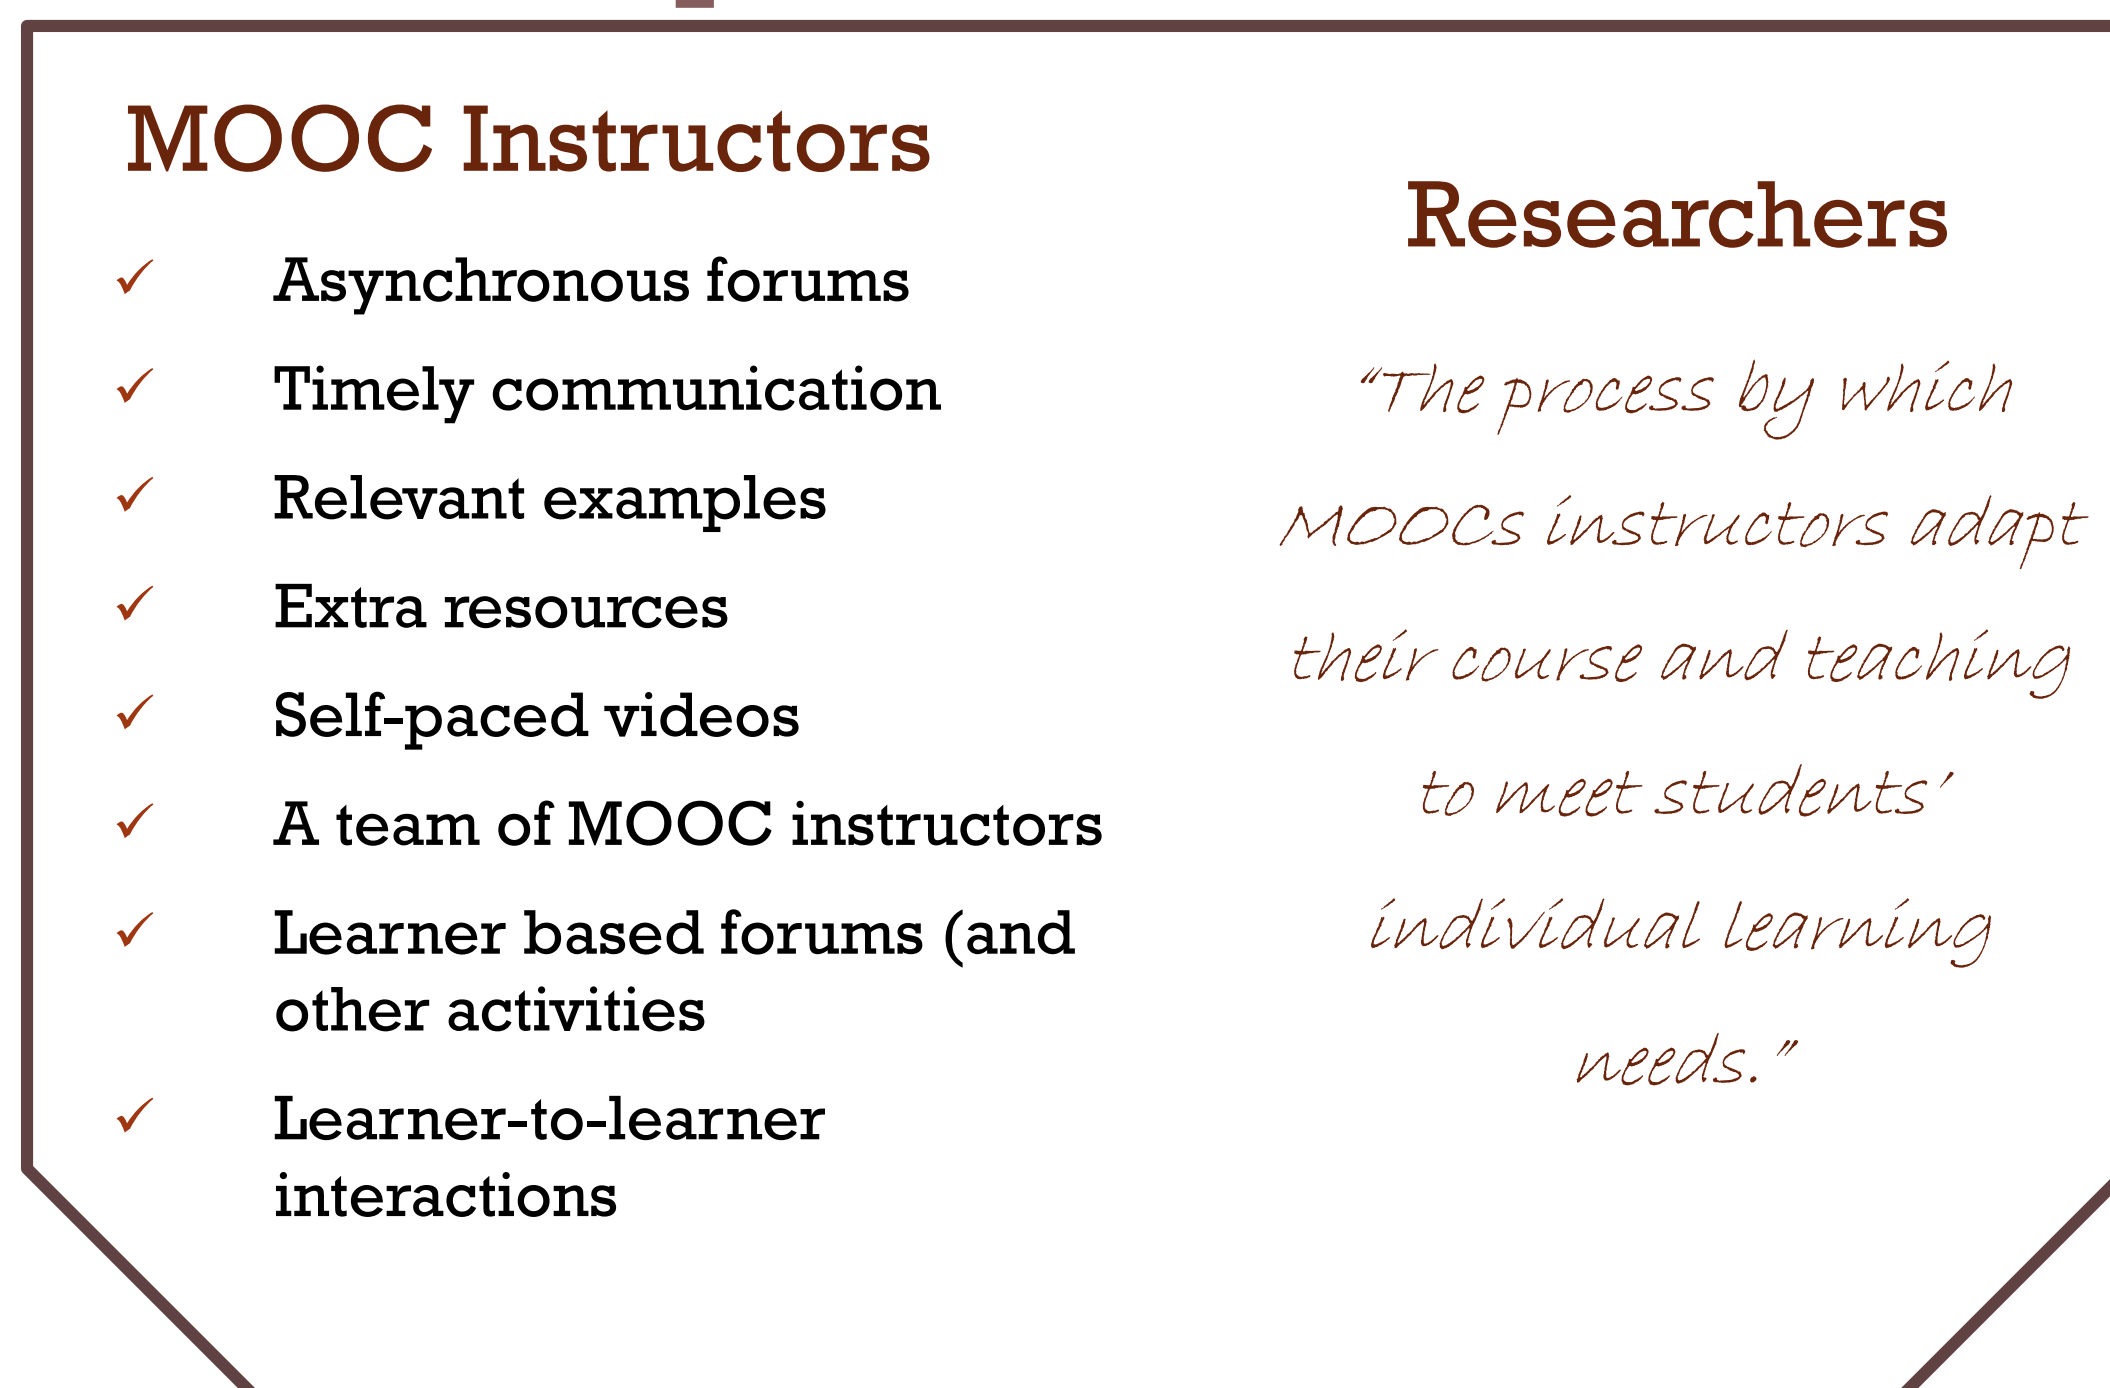 MOOC Instructors
✓ Asynchronous forums
✓ Timely communication
✓ Relevant examples
✓ Extra resources
✓ Self-paced videos
✓ A team of MOOC instructors
✓ Learner based forums (and
other activities
✓ Learner-to-learner
interactions
Researchers
“The process by which
MOOCs instructors adapt
their course and teaching
to meet students’
individual learning
needs.”